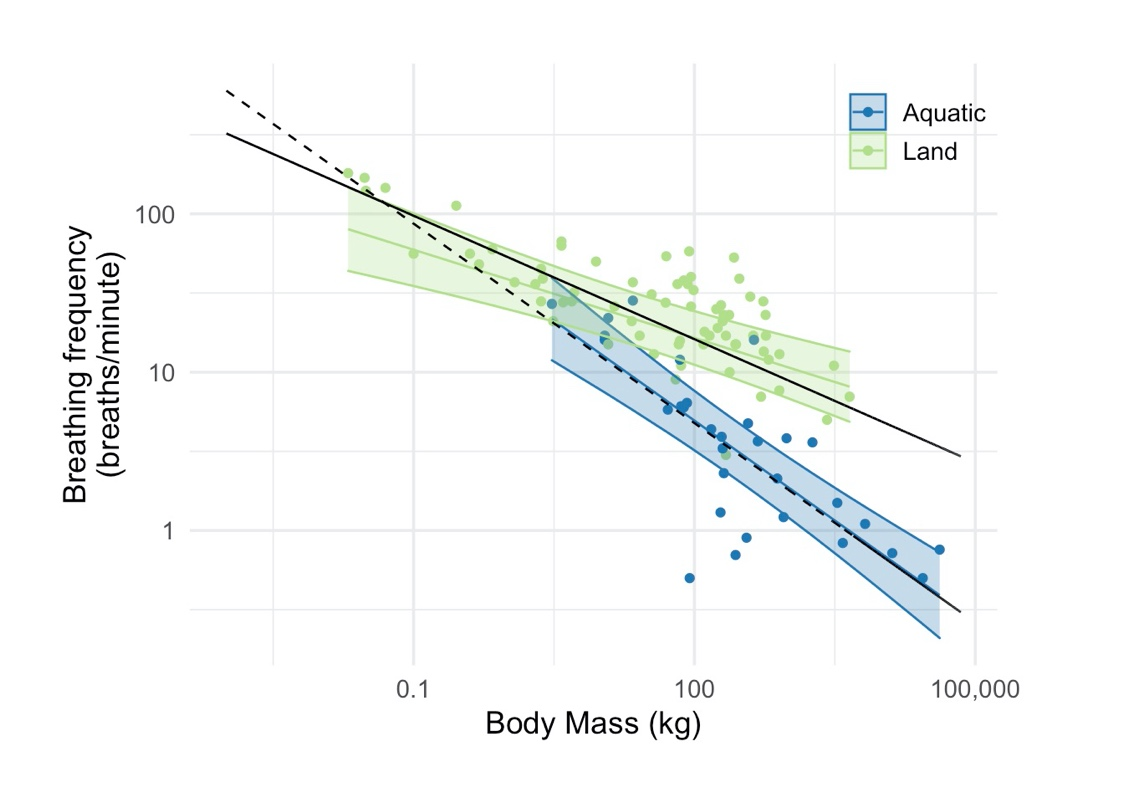 Aquatic
Land
100
10
1
Breathing frequency
(breaths/minute)
0.1
100
100,000
Body Mass (kg)